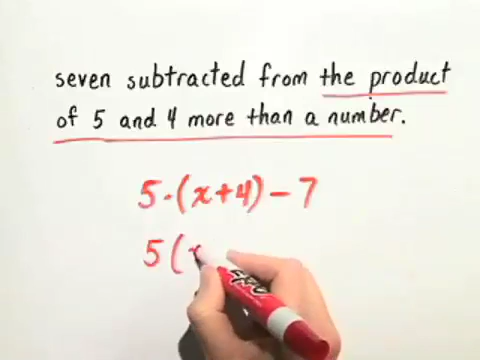 seven subtracted from the product
of 5 and 4 more than a number.
5·(x+4)-7
5(x